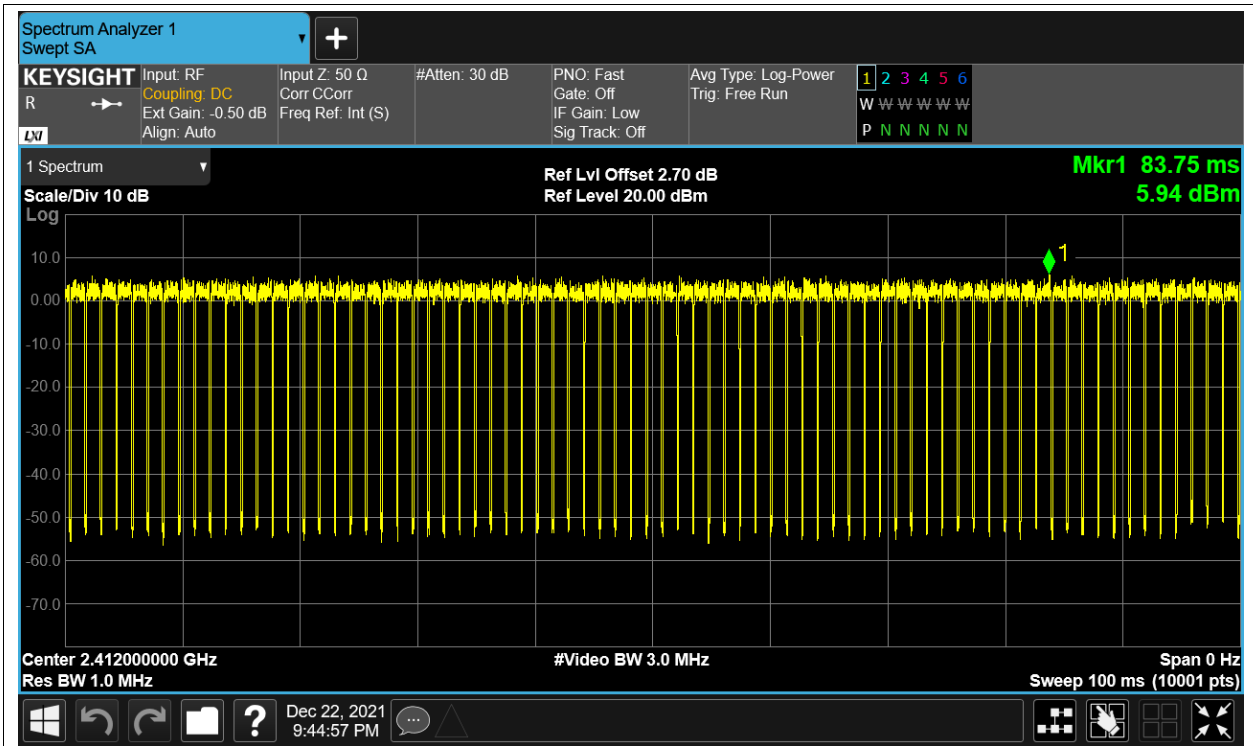 Spectrum Analyzer 1
Swept SA
KEYSIGHT
R
LXI
Input: RF
Coupling: DC
Ext Gain: -0.50 dB
Align: Auto
Input Z: 50 Ω
Corr CCorr
Freq Ref: Int (S)
#Atten: 30 dB
PNO: Fast
Gate: Off
IF Gain: Low
Sig Track: Off
Avg Type: Log-Power
Trig: Free Run
1 2 3 4 5 6
W W W W W W
P N N N N N
1 Spectrum
Scale/Div 10 dB
Ref Lvl Offset 2.70 dB
Ref Level 20.00 dBm
Mkr1 83.75 ms
5.94 dBm
Log
1
10.0
0.00
-10.0
-20.0
-30.0
-40.0
-50.0
-60.0
-70.0
Center 2.412000000 GHz
#Video BW 3.0 MHz
Span 0 Hz
Res BW 1.0 MHz
Sweep 100 ms (10001 pts)
?
Dec 22, 2021
9:44:57 PM